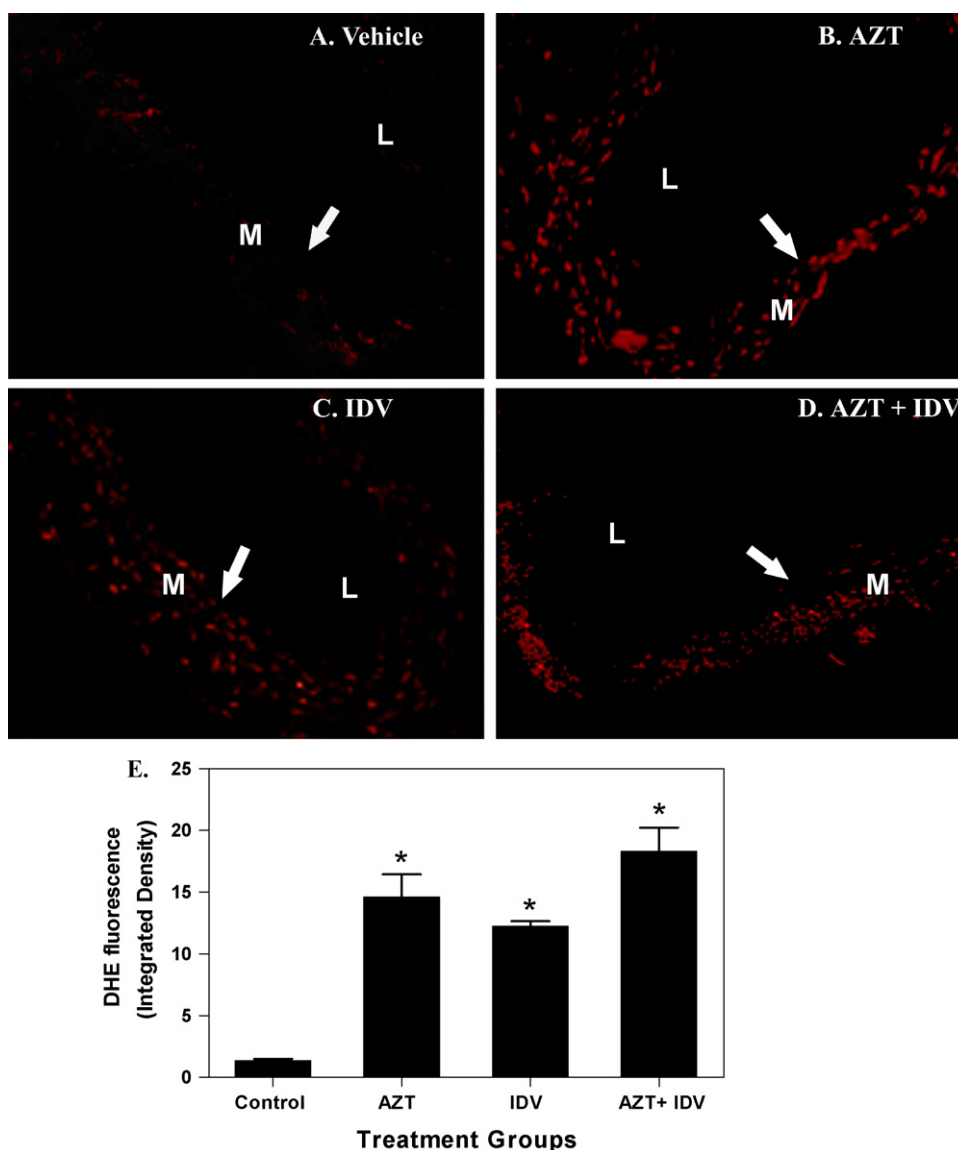 A. Vehicle
L
M
B. AZT
L
M
C. IDV
M
L
D. AZT + IDV
L
M
E.
DHE fluorescence
(Integrated Density)
25
20
15
10
5
0
*
*
*
Control
AZT
IDV
AZT+ IDV
Treatment Groups